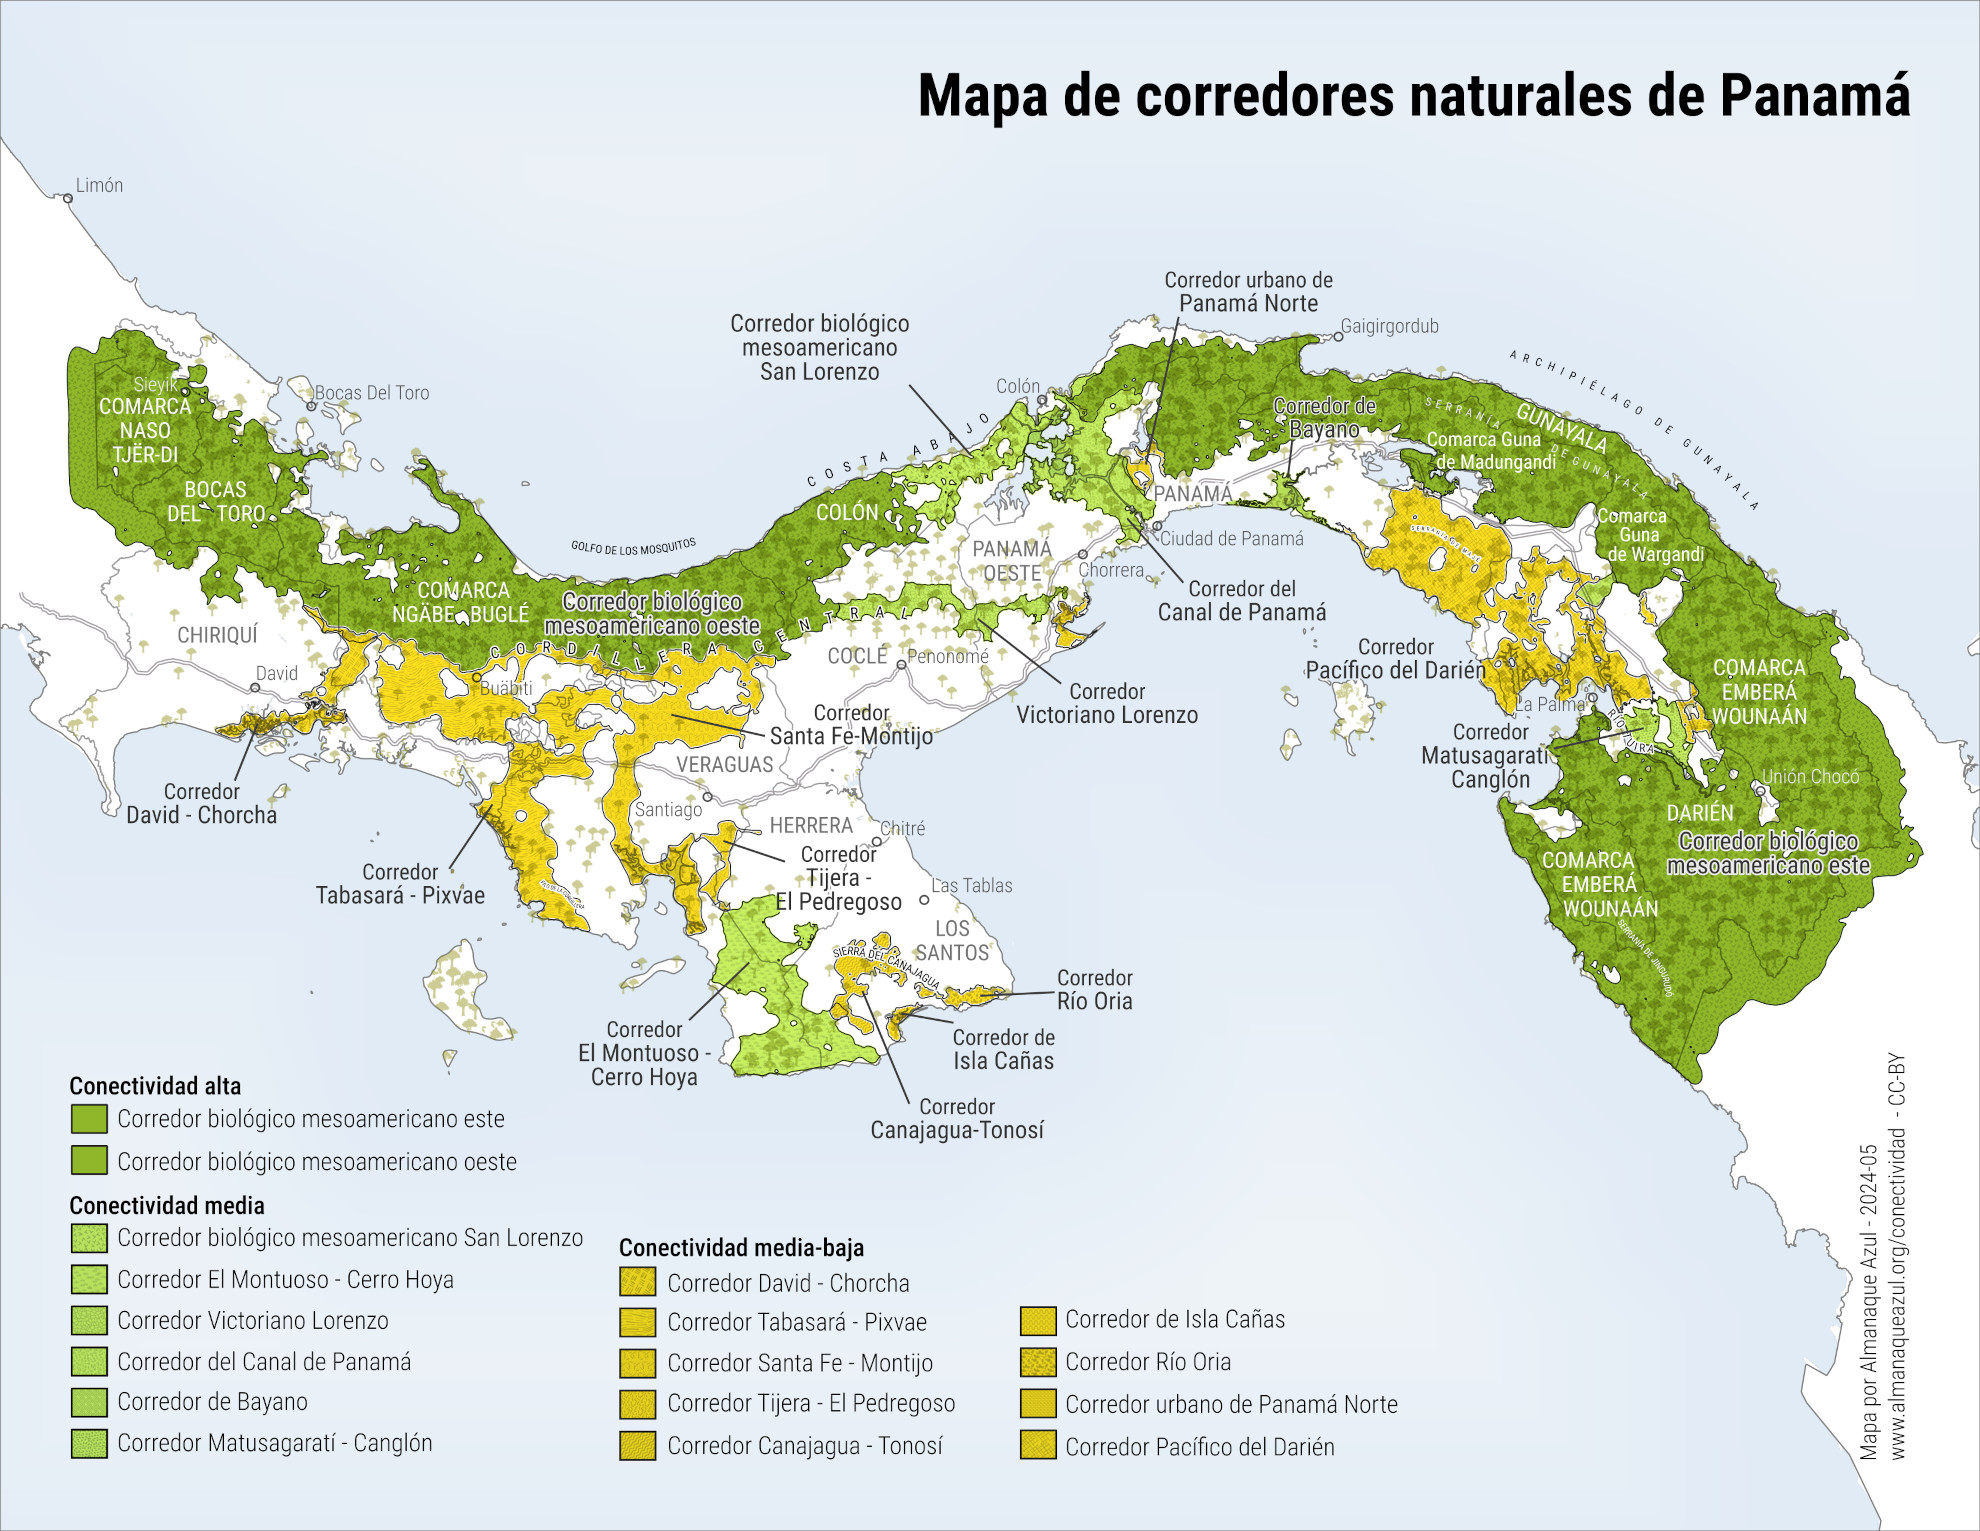 Mapa de corredores naturales de Panamá
Limón
Corredor urbano de
Panamá Norte
Corredor biológico
mesoamericano
San Lorenzo
Gaigirgordub
ARCHIPIÉLAGO DE GUNAYALA
Sieyik
COMARCA
NASO
TJËR-DI
Bocas Del Toro
Colón
COSTA ABAJO
Corredor de
Bayano
SERRANÍA DE GUNAYALA
GUNAYALA
Comarca Guna
de Madungandi
BOCAS
DEL TORO
COLÓN
PANAMÁ
Comarca
Guna
de Wargandi
GOLFO DE LOS MOSQUITOS
PANAMÁ
OESTE
Ciudad de Panamá
Chorrera
SERRANÍA DE MAJÉ
COMARCA
NGÄBE-BUGLÉ
Corredor biológico
mesoamericano oeste
CORDILLERA CENTRAL
Corredor del
Canal de Panamá
CHIRIQUÍ
David
Buäbiti
COCLÉ
Penonomé
Corredor
Pacífico del Darién
COMARCA
EMBERÁ
WOUNAÁN
Corredor
Victoriano Lorenzo
Corredor
Santa Fe-Montijo
La Palma
RÍO TUIRA
Corredor
Matusagaratí
Canglón
VERAGUAS
Unión Chocó
Corredor
David - Chorcha
Santiago
HERRERA
Chitré
DARIÉN
Corredor biológico
mesoamericano este
Corredor
Tabasará - Pixvae
Corredor
Tijera -
El Pedregoso
Las Tablas
COMARCA
EMBERÁ
WOUNAÁN
LOS
SANTOS
SIERRA DEL CANAJAGUA
SERRANÍA DE JINGURUDÓ
Corredor
Río Oria
Corredor
El Montuoso -
Cerro Hoya
Corredor de
Isla Cañas
Corredor
Canajagua-Tonosí
Conectividad alta
Corredor biológico mesoamericano este
Corredor biológico mesoamericano oeste
Conectividad media
Corredor biológico mesoamericano San Lorenzo
Corredor El Montuoso - Cerro Hoya
Corredor Victoriano Lorenzo
Corredor del Canal de Panamá
Corredor de Bayano
Corredor Matusagaratí - Canglón
Conectividad media-baja
Corredor David - Chorcha
Corredor Tabasará - Pixvae
Corredor Santa Fe - Montijo
Corredor Tijera - El Pedregoso
Corredor Canajagua - Tonosí
Corredor de Isla Cañas
Corredor Río Oria
Corredor urbano de Panamá Norte
Corredor Pacífico del Darién
Mapa por Almanaque Azul - 2024-05
www.almanaqueazul.org/conectividad - CC-BY